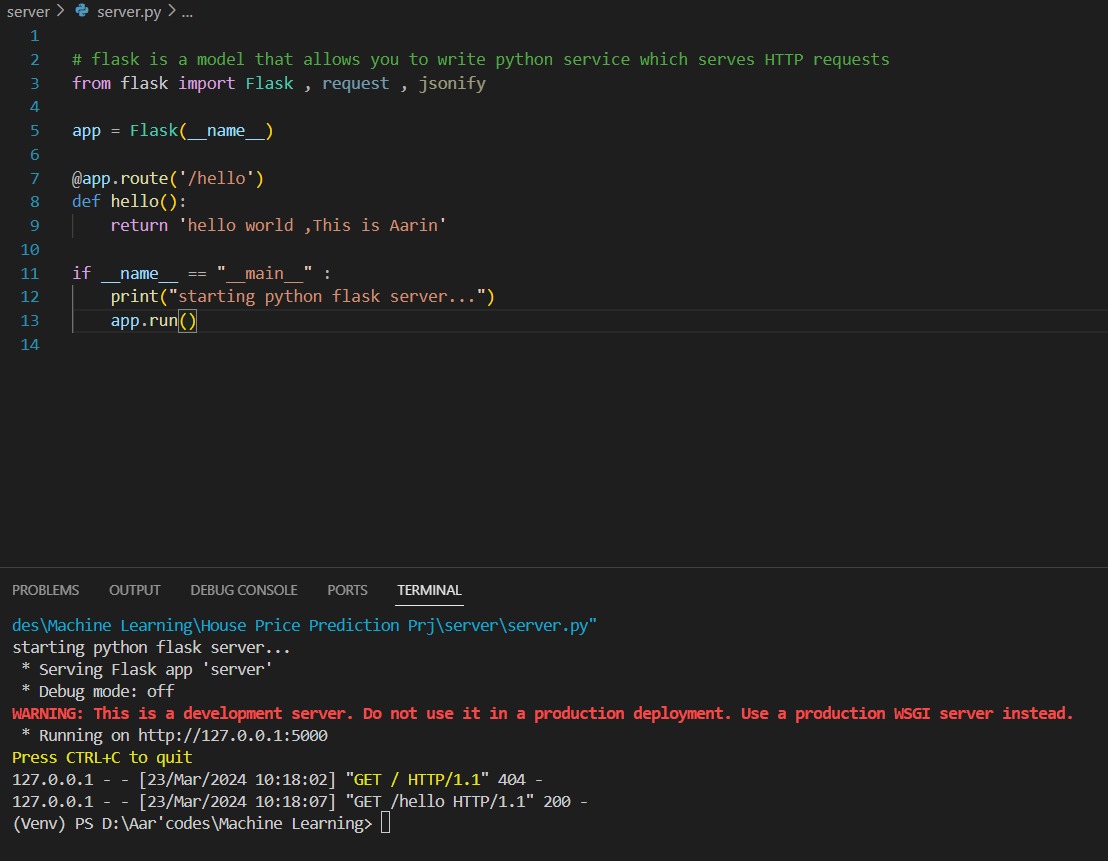 server > server.py > ...
1
2 # flask is a model that allows you to write python service which serves HTTP requests
3 from flask import Flask , request , jsonify
4
5 app = Flask(__name__)
6
7 @app.route('/hello')
8 def hello():
9 return 'hello world ,This is Aarin'
10
11 if __name__ == "__main__" :
12 print("starting python flask server...")
13 app.run()
14
PROBLEMS OUTPUT DEBUG CONSOLE PORTS TERMINAL
des\Machine Learning\House Price Prediction Prj\server\server.py"
starting python flask server...
* Serving Flask app 'server'
* Debug mode: off
WARNING: This is a development server. Do not use it in a production deployment. Use a production WSGI server instead.
* Running on http://127.0.0.1:5000
Press CTRL+C to quit
127.0.0.1 - - [23/Mar/2024 10:18:02] "GET / HTTP/1.1" 404 -
127.0.0.1 - - [23/Mar/2024 10:18:07] "GET /hello HTTP/1.1" 200 -
(Venv) PS D:\Aar'codes\Machine Learning>